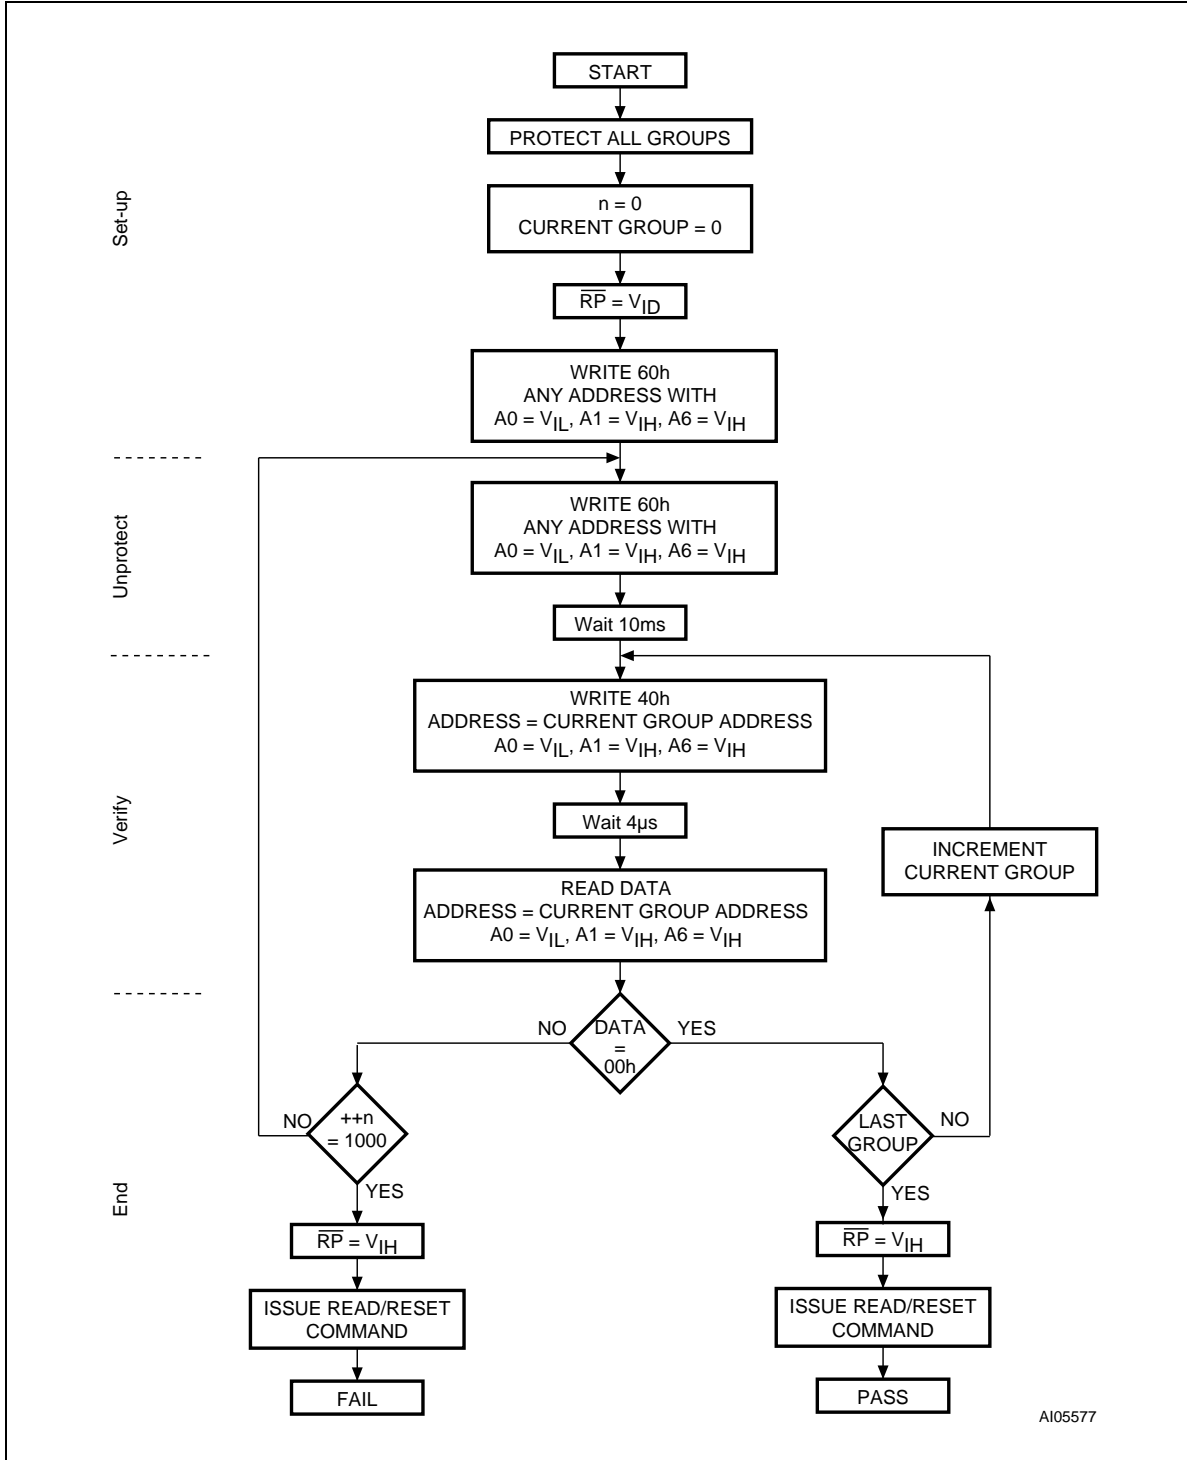 START
PROTECT ALL GROUPS
Set-up
n = 0
CURRENT GROUP = 0
RP = VID
WRITE 60h
ANY ADDRESS WITH
A0 = VIL, A1 = VIH, A6 = VIH
Unprotect
WRITE 60h
ANY ADDRESS WITH
A0 = VIL, A1 = VIH, A6 = VIH
Wait 10ms
Verify
WRITE 40h
ADDRESS = CURRENT GROUP ADDRESS
A0 = VIL, A1 = VIH, A6 = VIH
Wait 4µs
INCREMENT
CURRENT GROUP
READ DATA
ADDRESS = CURRENT GROUP ADDRESS
A0 = VIL, A1 = VIH, A6 = VIH
End
NO
DATA
=
00h
YES
NO
++n
= 1000
YES
LAST
GROUP
NO
YES
RP = VIH
RP = VIH
ISSUE READ/RESET
COMMAND
ISSUE READ/RESET
COMMAND
FAIL
PASS
AI05577